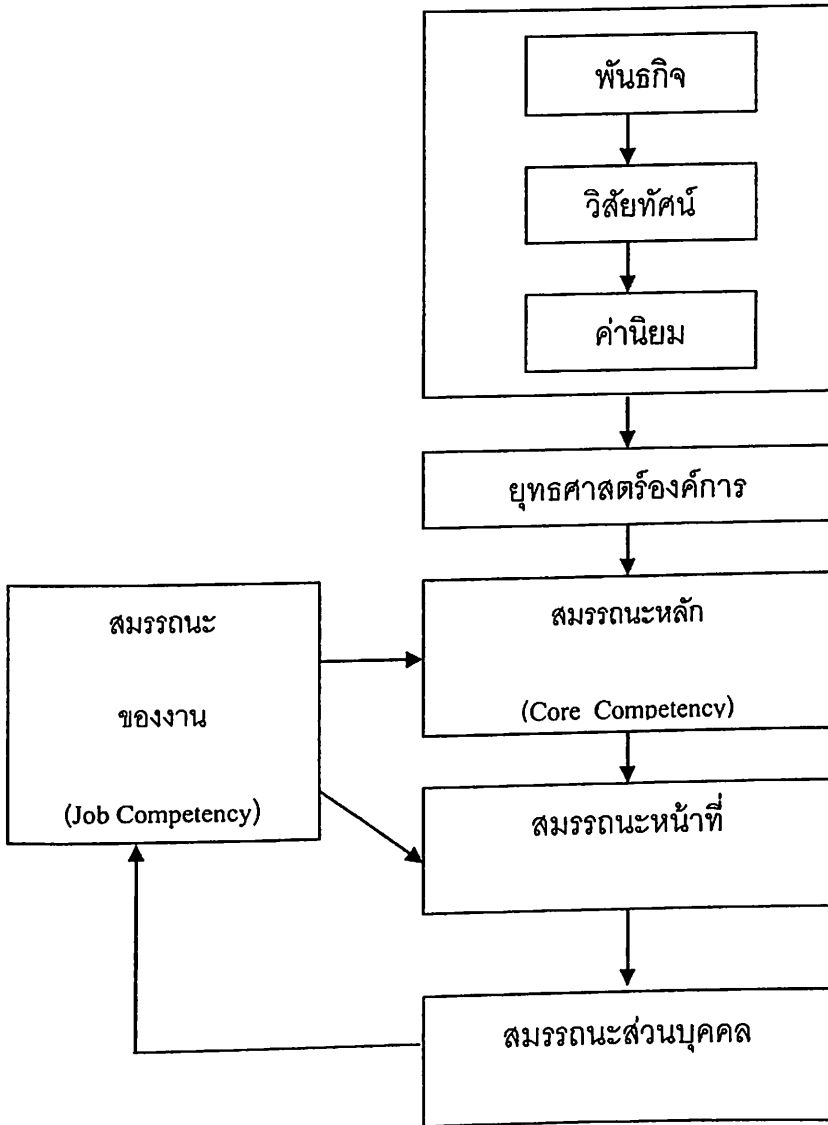 พันธกิจ
วิสัยทัศน์
ค่านิยม
ยุทธศาสตร์องค์การ
สมรรถนะ
ของงาน
(Job Competency)
สมรรถนะหลัก
(Core Competency)
สมรรถนะหน้าที่
สมรรถนะส่วนบุคคล